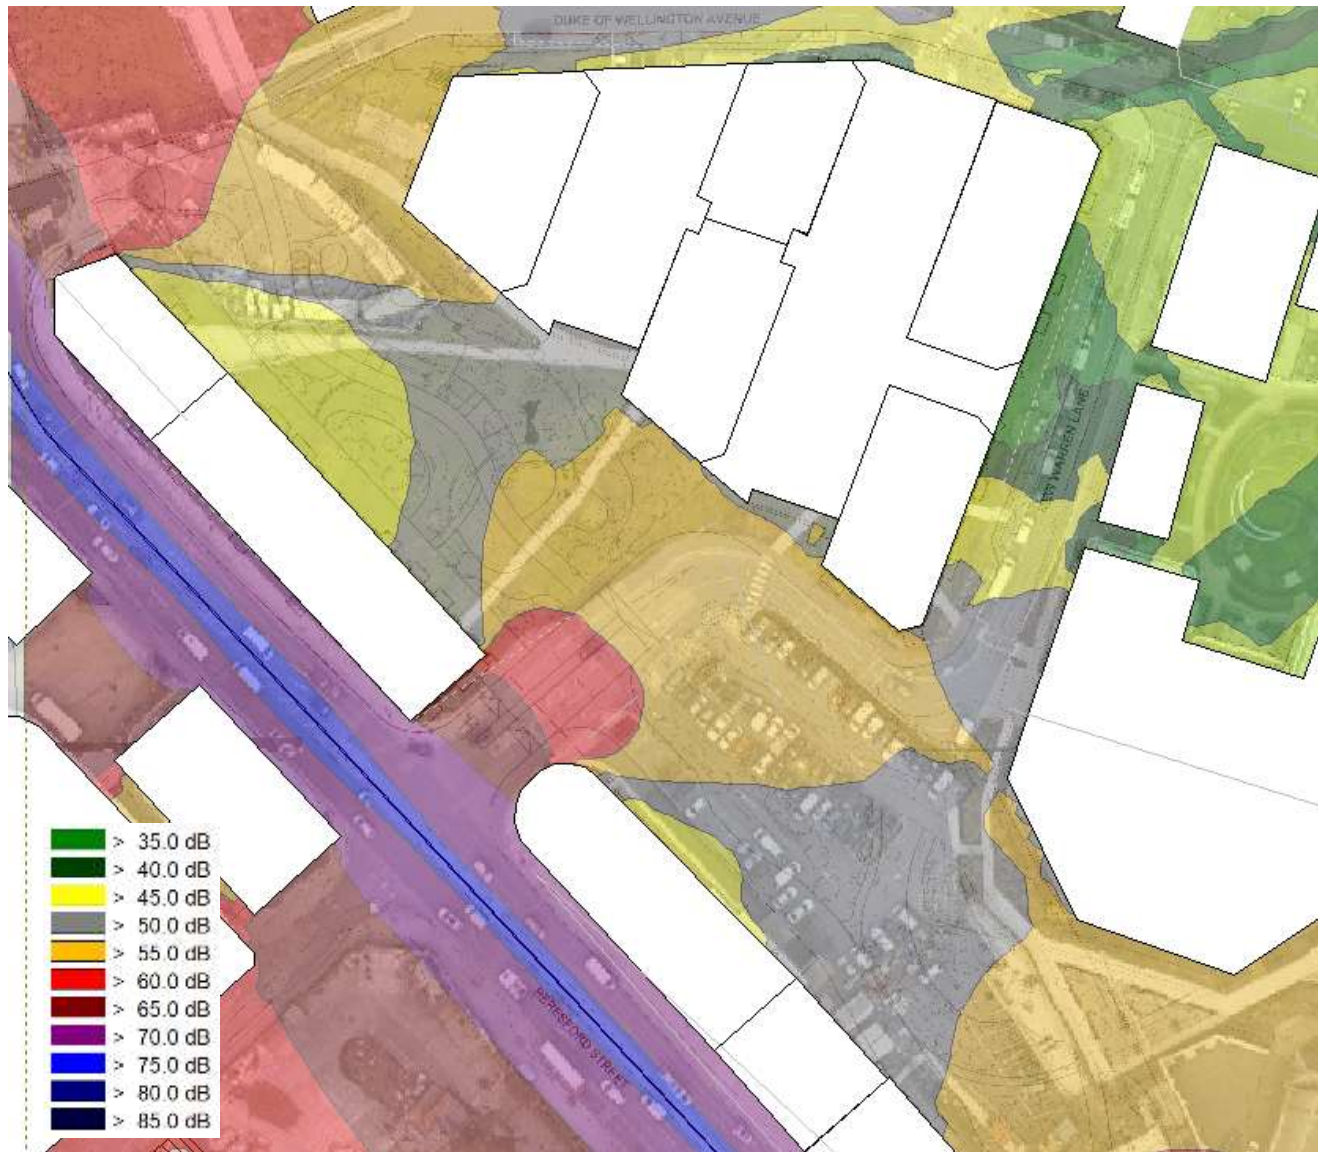 DUKE OF WELLINGTON AVENUE
WARREN LANE
BERESFORD STREET
> 35.0 dB
> 40.0 dB
> 45.0 dB
> 50.0 dB
> 55.0 dB
> 60.0 dB
> 65.0 dB
> 70.0 dB
> 75.0 dB
> 80.0 dB
> 85.0 dB